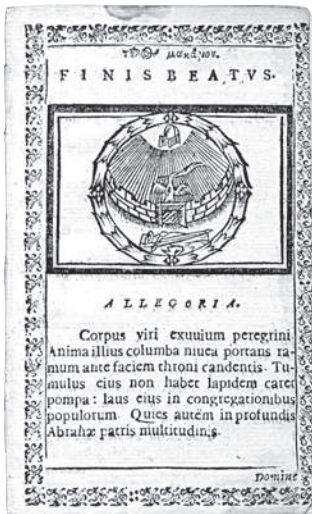 μακάριον.
FINIS BEATVS.
ALLEGORIA.
Corpus viri exuuium peregrini
Anima illius columba niuea portans ra-
mum ante faciem throni candentis. Tu-
mulus eius non habet lapidem caret
pompa: laus eius in congregationibus
populorum. Quies autem in profundis
Abrahæ patris multitudinis.
Domine